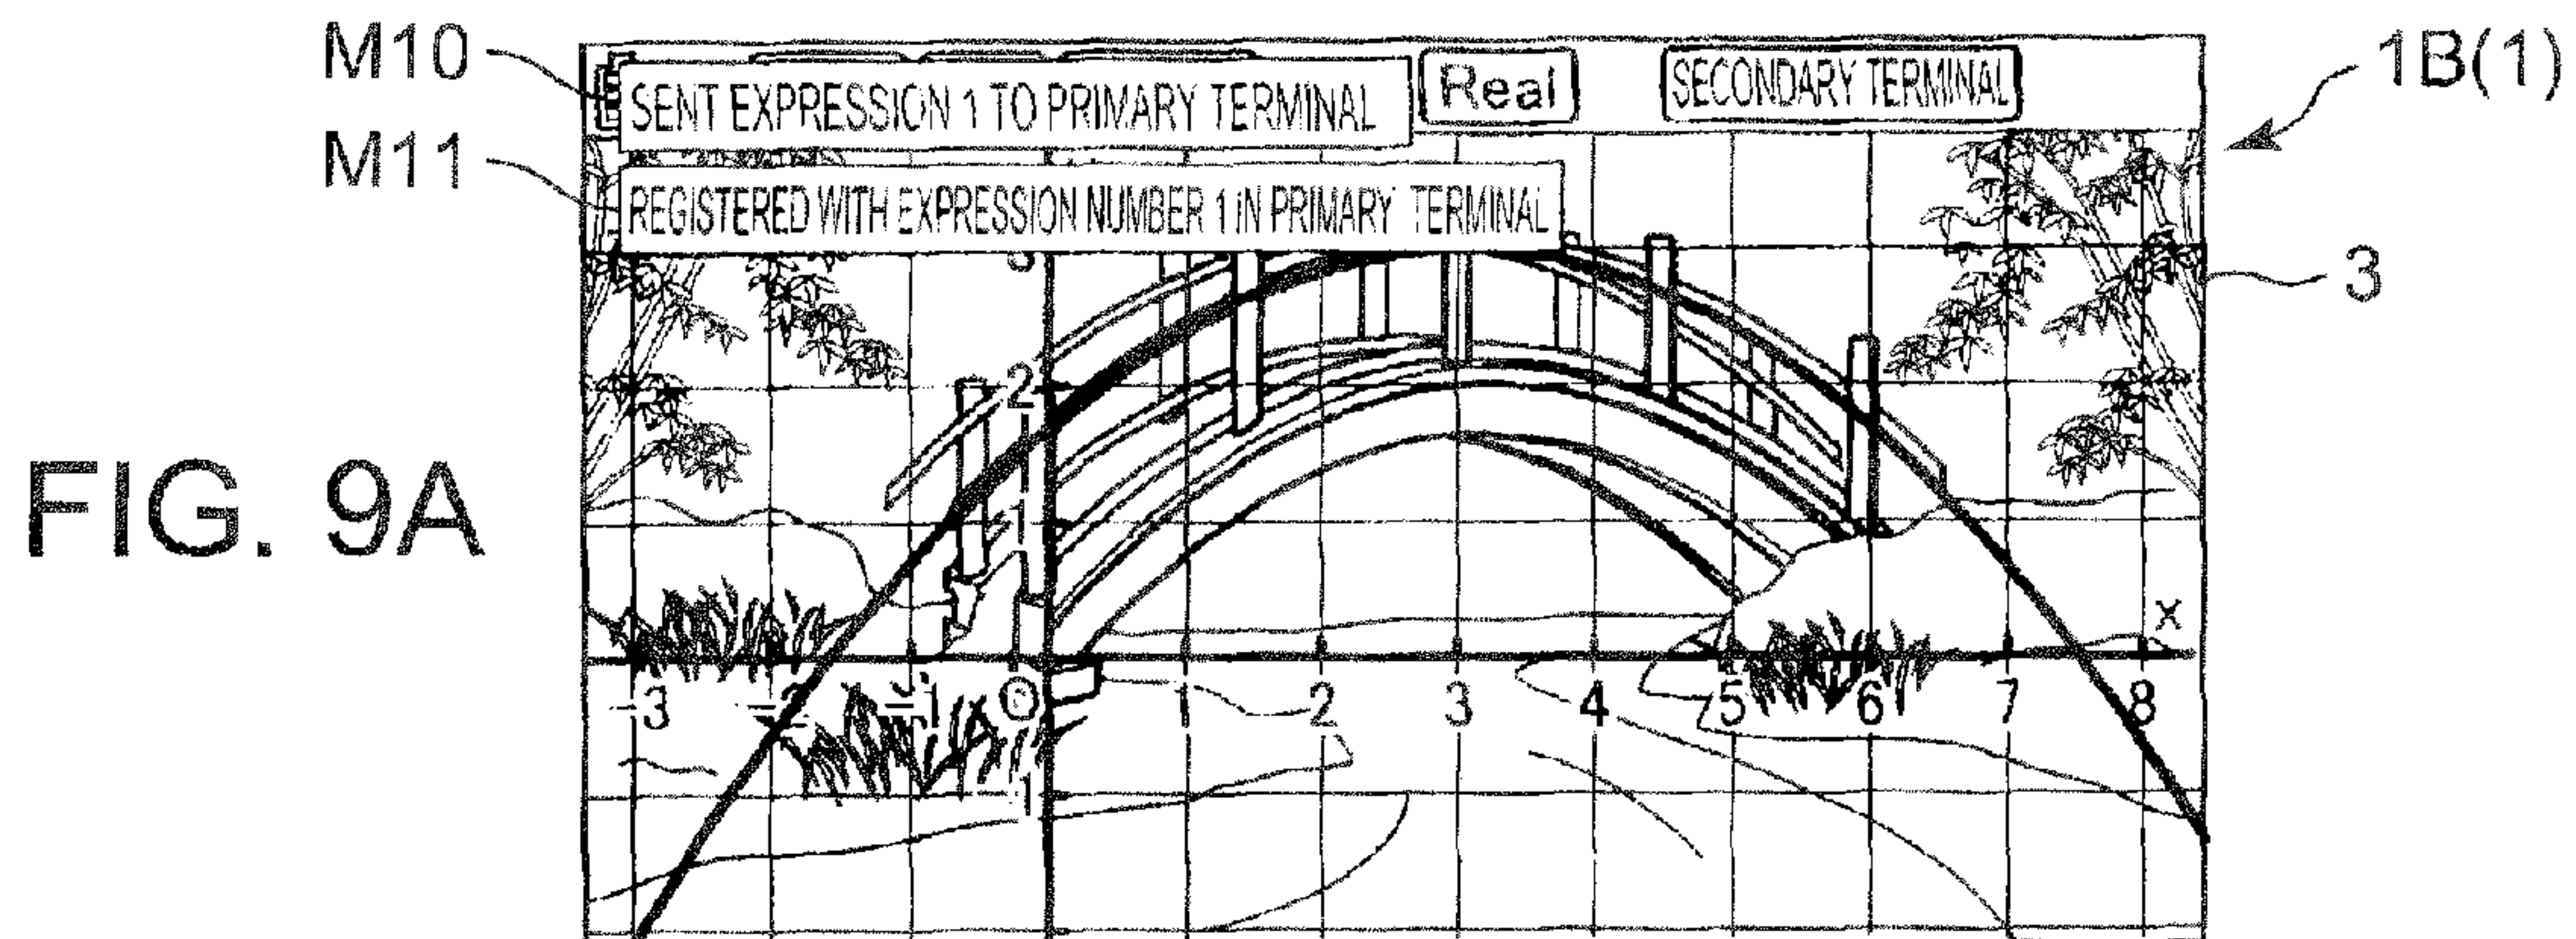 M10
SENT EXPRESSION 1 TO PRIMARY TERMINAL
Real
SECONDARY TERMINAL
1B(1)
M11
REGISTERED WITH EXPRESSION NUMBER 1 IN PRIMARY TERMINAL
3
3
2
FIG. 9A
1
X
-3 -2 -1 0 1 2 3 4 5 6 7 8
-1